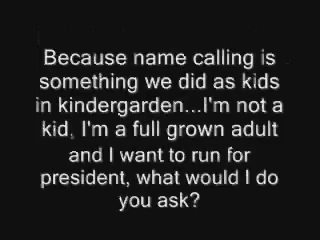 Because name calling is
something we did as kids
in kindergarden...I'm not a
kid, I'm a full grown adult
and I want to run for
president, what would I do
you ask?